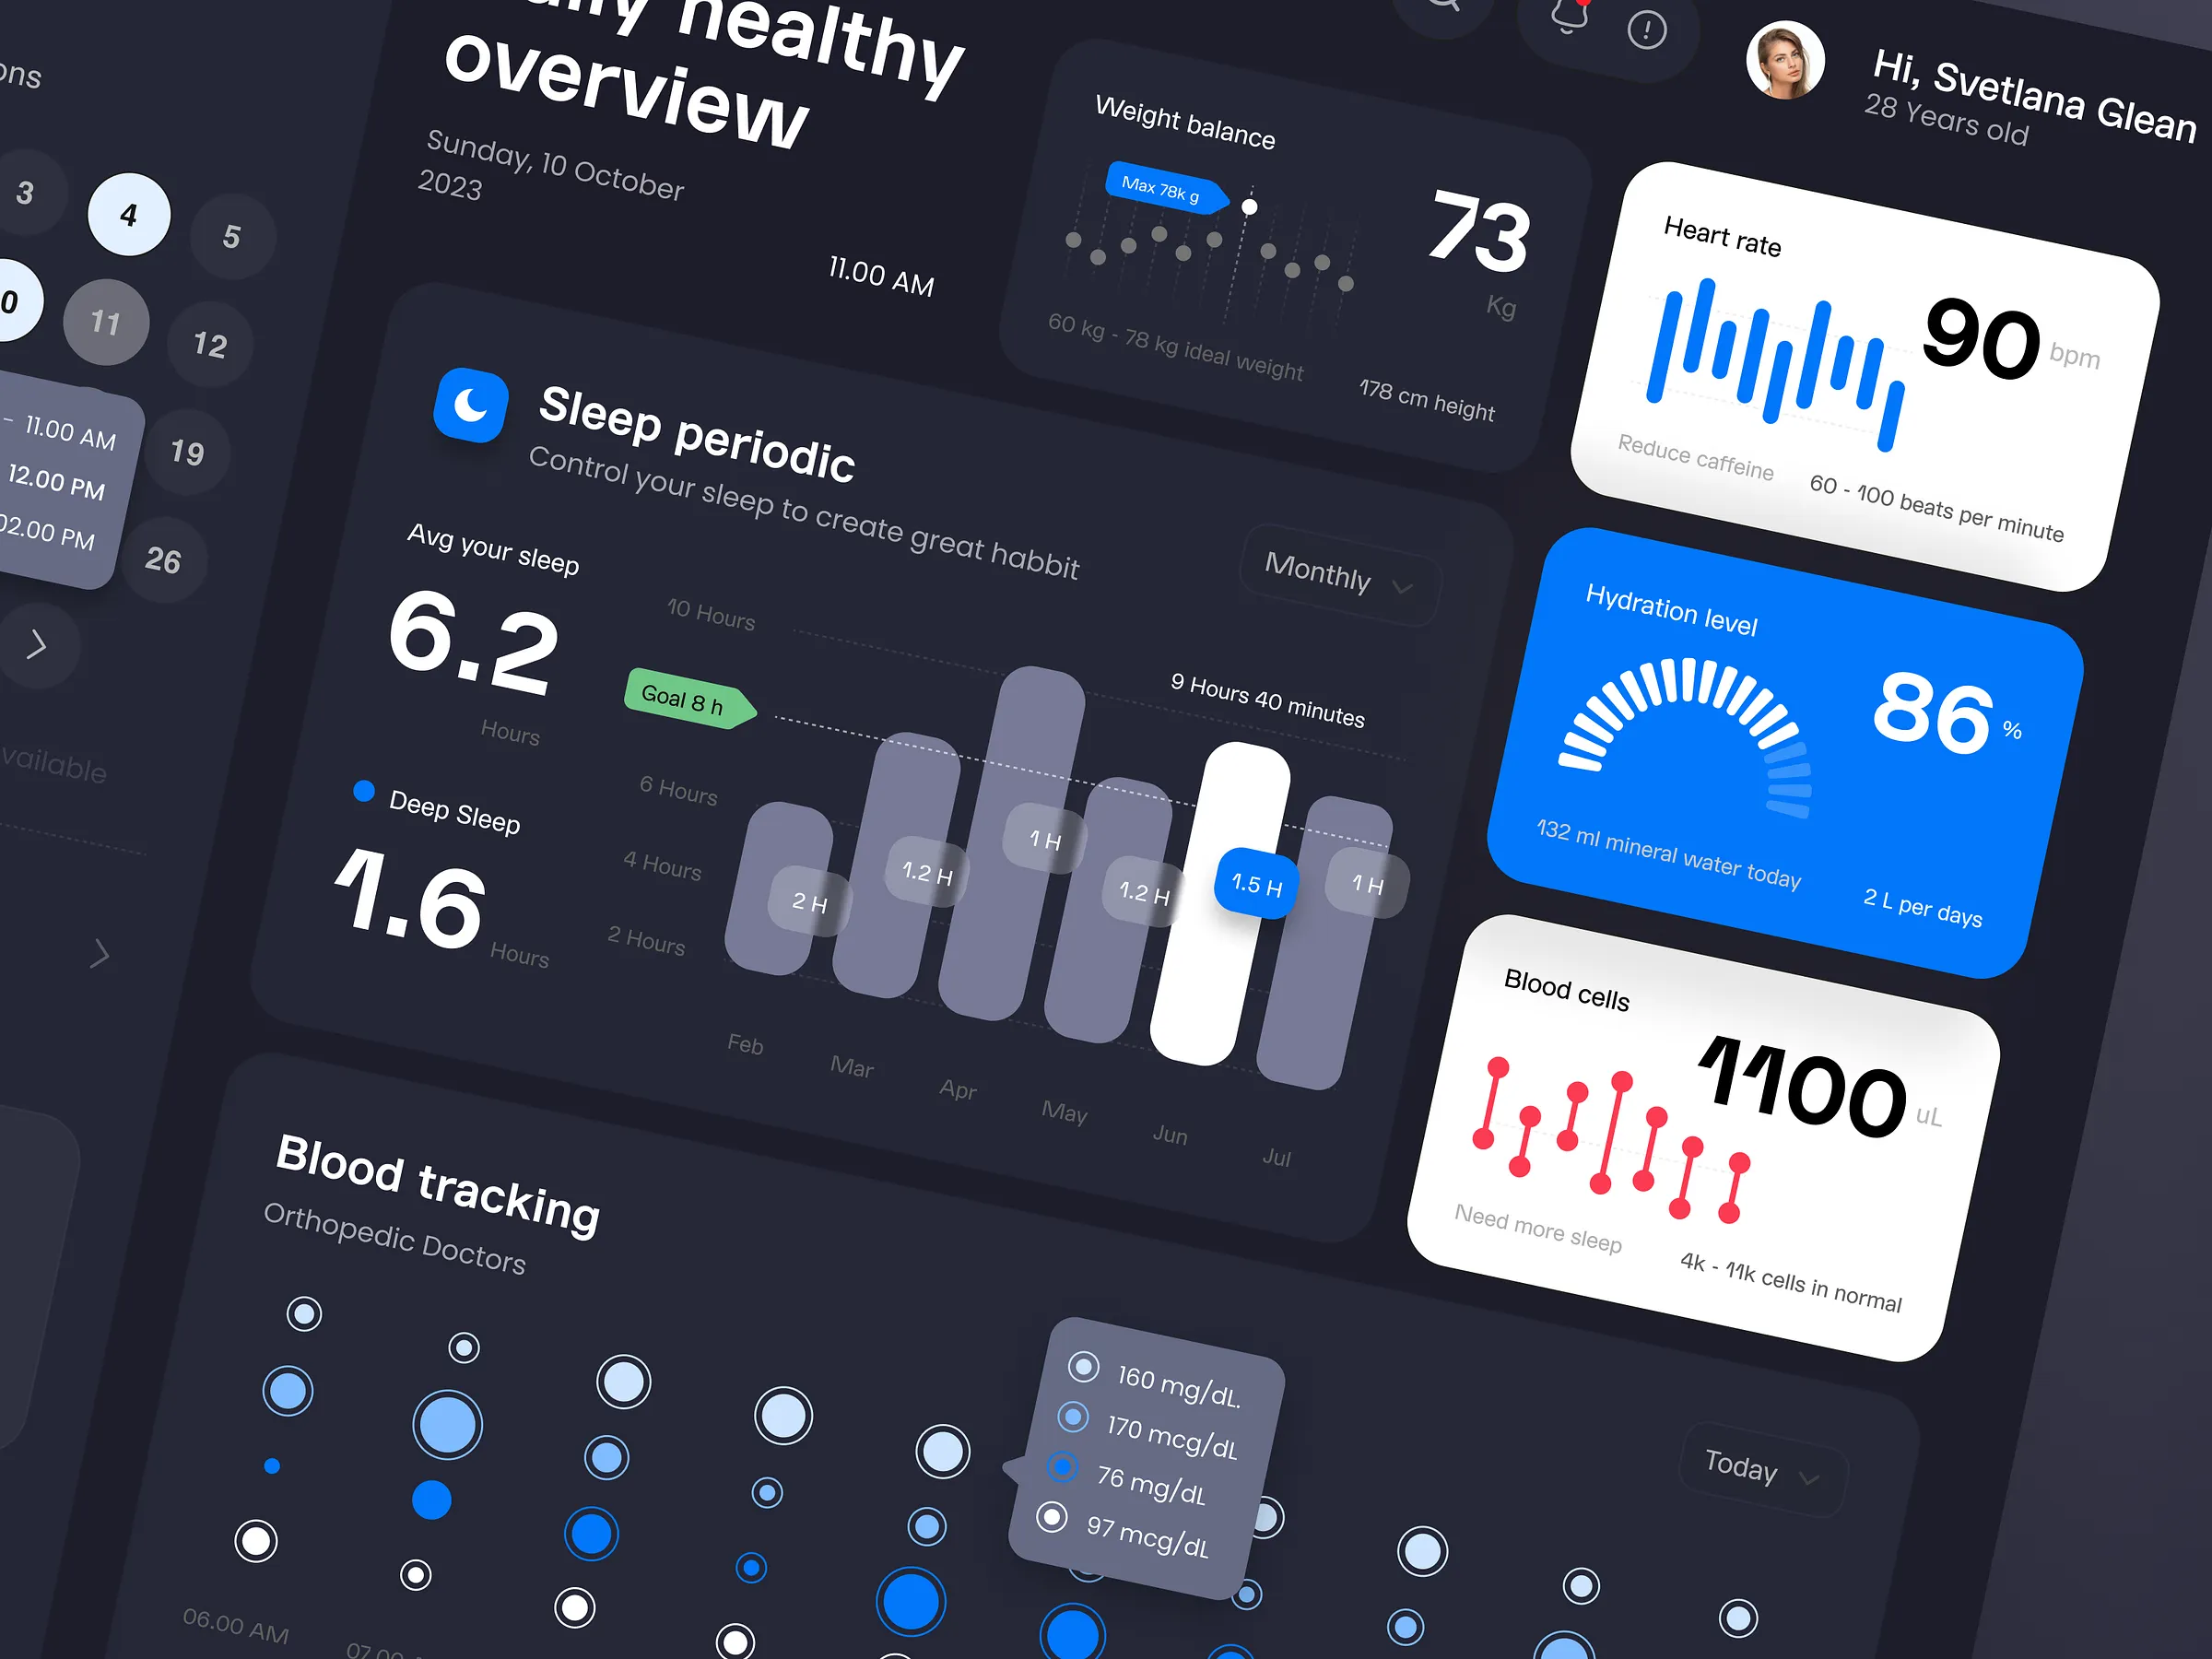 ons
3
4
5
0
11
12
– 11.00 AM
12.00 PM
02.00 PM
19
26
vailable
healthy
overview
Sunday, 10 October
2023
11.00 AM
Weight balance
Max 78k g
73
Kg
60 kg - 78 kg ideal weight
178 cm height
Hi, Svetlana Glean
28 Years old
Heart rate
90 bpm
Reduce caffeine
60 - 100 beats per minute
Sleep periodic
Control your sleep to create great habbit
Monthly
Avg your sleep
6.2
Hours
Deep Sleep
1.6 Hours
10 Hours
Goal 8 h
6 Hours
4 Hours
2 Hours
9 Hours 40 minutes
2 H
1.2 H
1 H
1.2 H
1.5 H
1 H
Feb
Mar
Apr
May
Jun
Jul
Hydration level
86 %
132 ml mineral water today
2 L per days
Blood cells
1100 uL
Need more sleep
4k - 11k cells in normal
Blood tracking
Orthopedic Doctors
Today
160 mg/dL.
170 mcg/dL
76 mg/dL
97 mcg/dL
06.00 AM
07.00